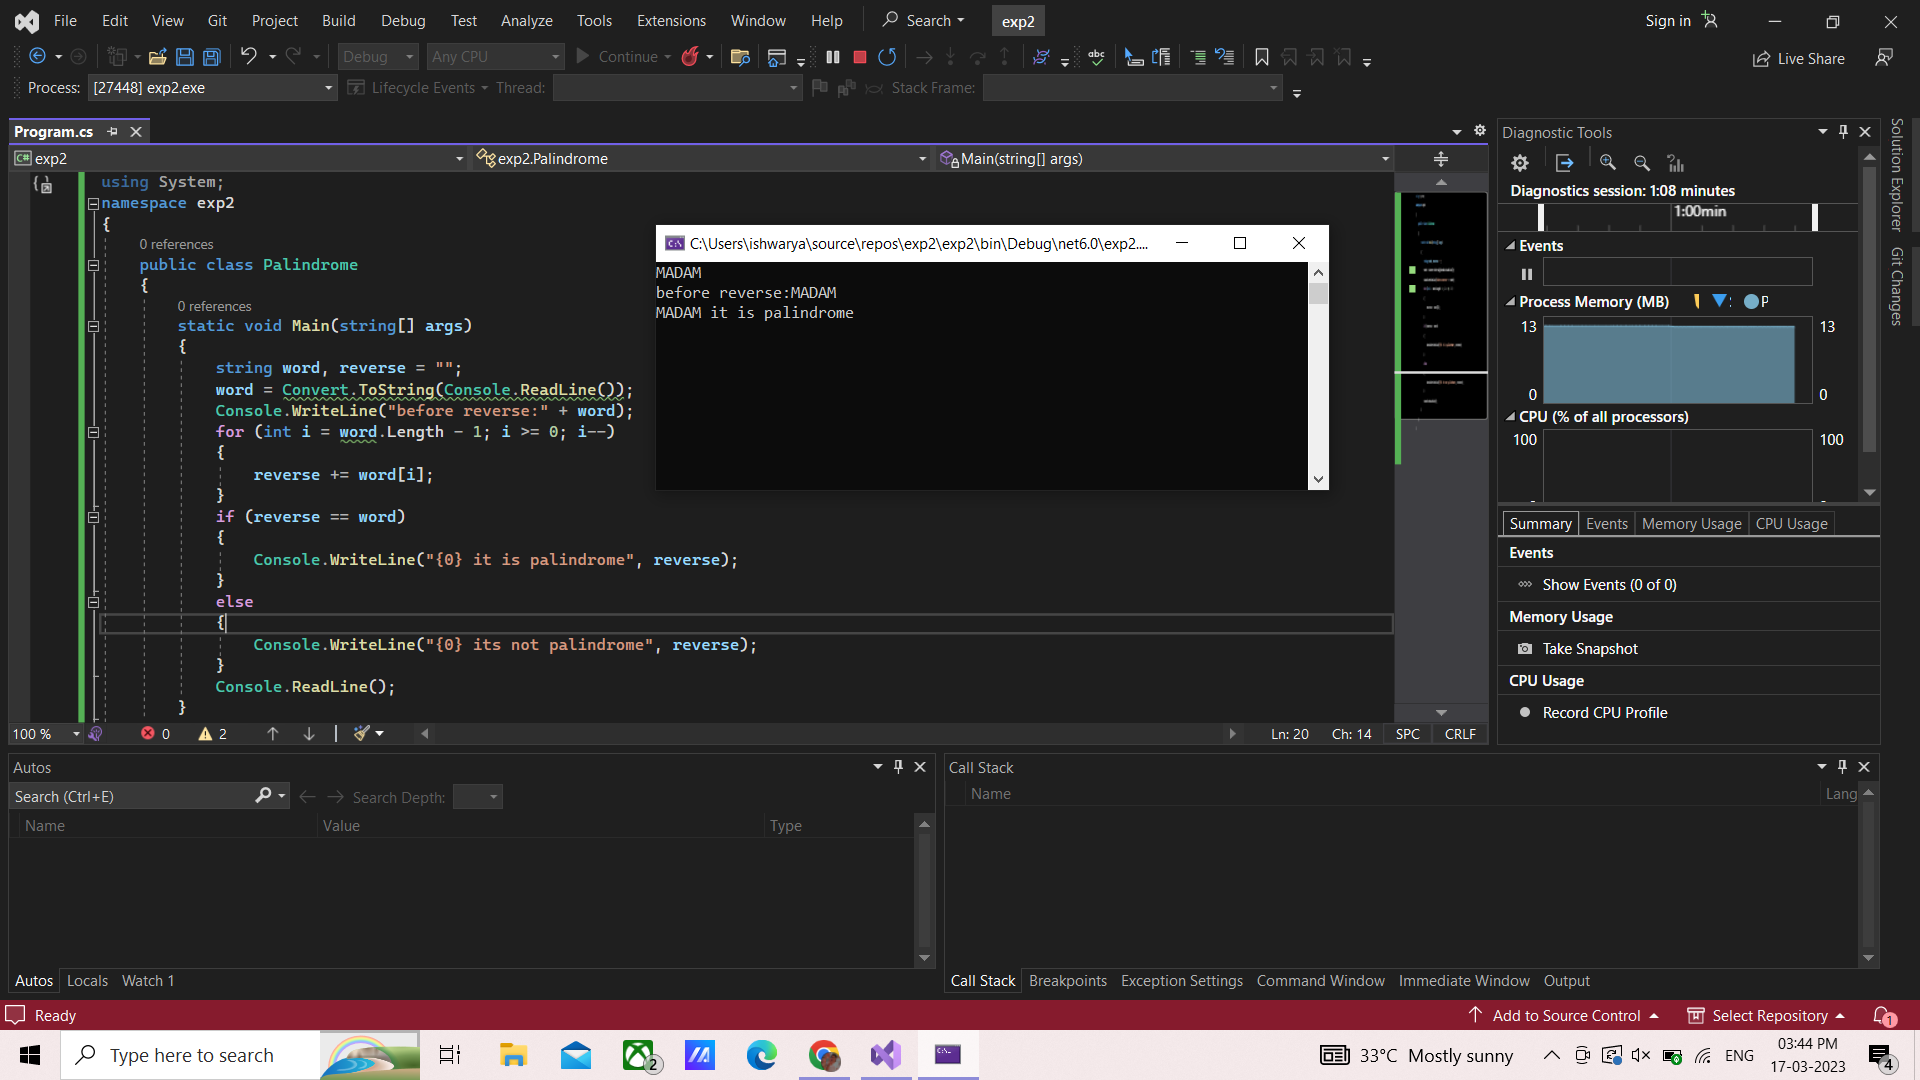 File Edit View Git Project Build Debug Test Analyze Tools Extensions Window Help Search exp2 Sign in
Debug Any CPU Continue Live Share
Process: [27448] exp2.exe Lifecycle Events Thread: Stack Frame:
Program.cs
exp2 exp2.Palindrome Main(string[] args)
using System;
namespace exp2
{
0 references
public class Palindrome
{
0 references
static void Main(string[] args)
{
string word, reverse = "";
word = Convert.ToString(Console.ReadLine());
Console.WriteLine("before reverse:" + word);
for (int i = word.Length - 1; i >= 0; i--)
{
reverse += word[i];
}
if (reverse == word)
{
Console.WriteLine("{0} it is palindrome", reverse);
}
else
{
Console.WriteLine("{0} its not palindrome", reverse);
}
Console.ReadLine();
}
C:\Users\ishwarya\source\repos\exp2\exp2\bin\Debug\net6.0\exp2....
MADAM
before reverse:MADAM
MADAM it is palindrome
100 % 0 2 Ln: 20 Ch: 14 SPC CRLF
Diagnostic Tools
Diagnostics session: 1:08 minutes
1:00min
Events
Process Memory (MB) P
13 13
0 0
CPU (% of all processors)
100 100
Summary Events Memory Usage CPU Usage
Events
Show Events (0 of 0)
Memory Usage
Take Snapshot
CPU Usage
Record CPU Profile
Solution Explorer
Git Changes
Autos
Search (Ctrl+E) Search Depth:
Name Value Type
Autos Locals Watch 1
Call Stack
Name Lang
Call Stack Breakpoints Exception Settings Command Window Immediate Window Output
Ready Add to Source Control Select Repository 1
Type here to search 2 33°C Mostly sunny ENG 03:44 PM
17-03-2023 4